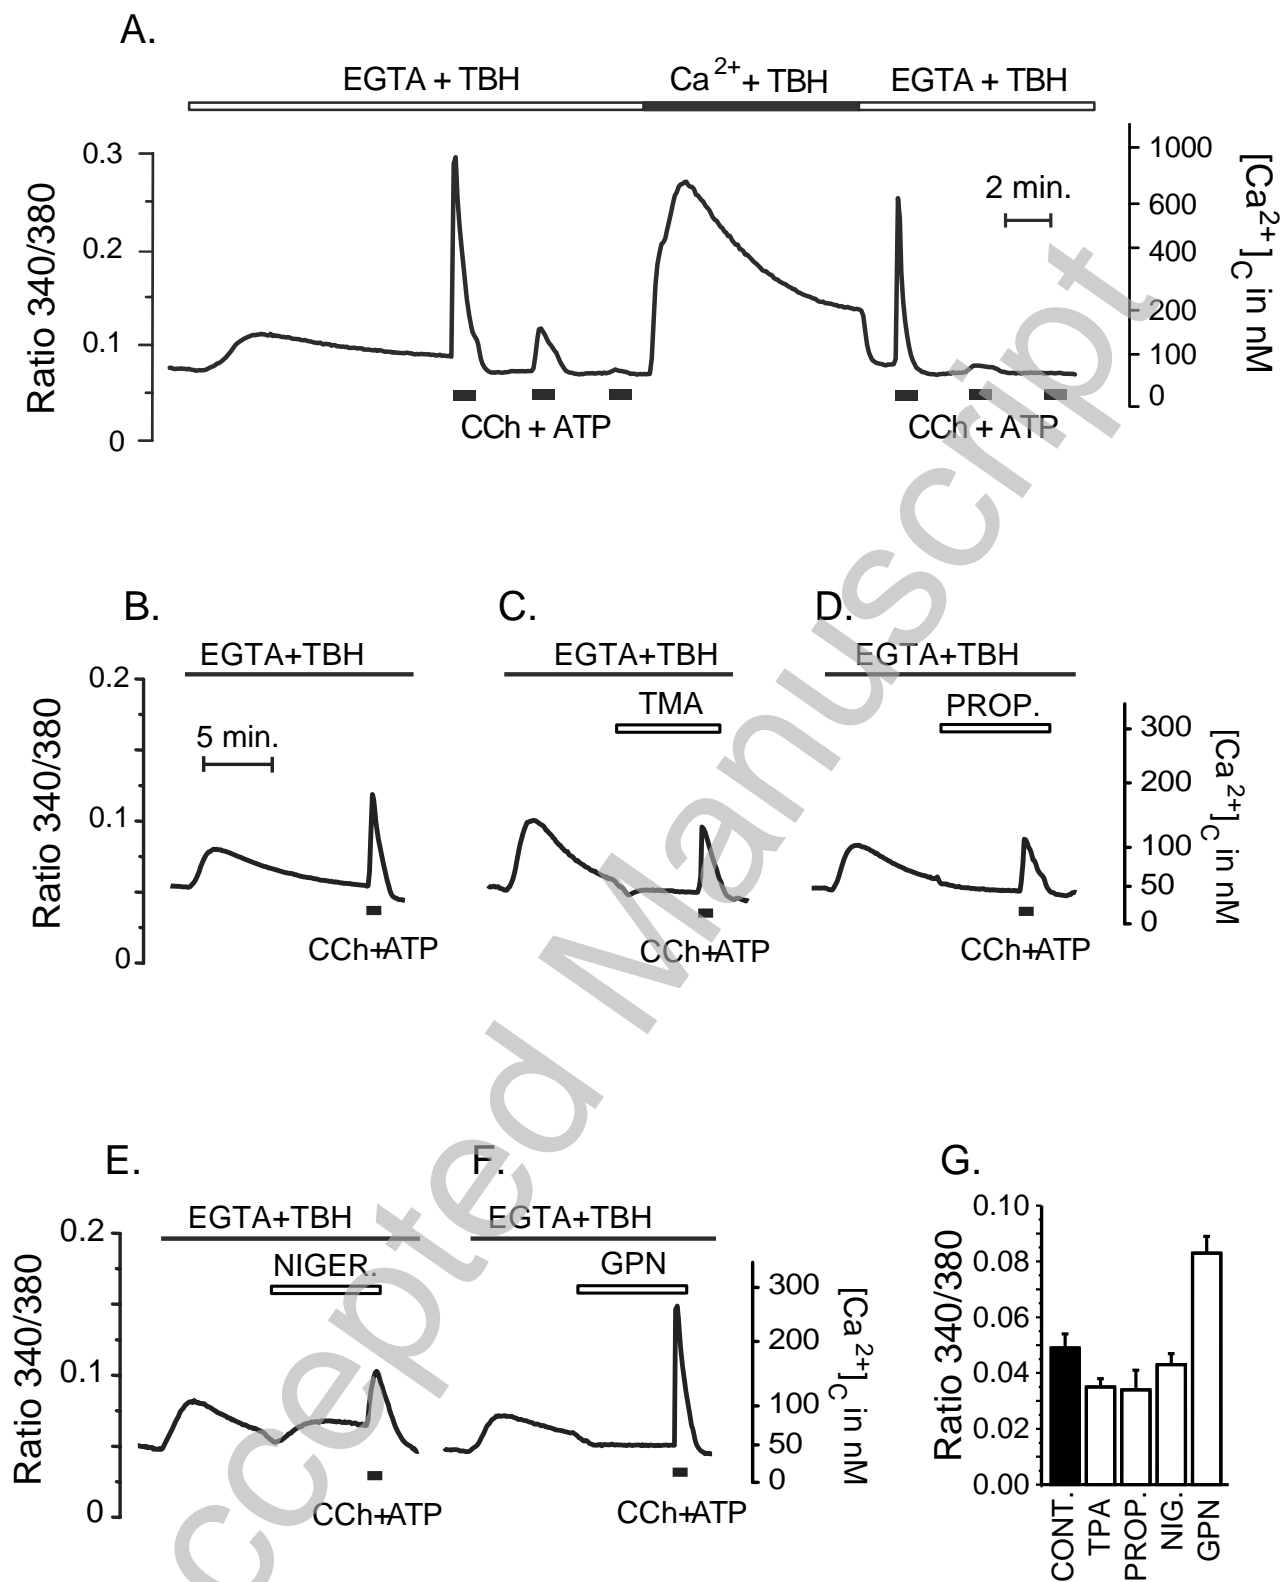 A.
EGTA + TBH
Ca2+ + TBH
EGTA + TBH
Ratio 340/380
0.3
0.2
0.1
0
2 min.
1000
600
400
200
100
0
[Ca2+]C in nM
CCh + ATP
CCh + ATP
B.
C.
D.
EGTA+TBH
EGTA+TBH
EGTA+TBH
TMA
PROP.
5 min.
Ratio 340/380
0.2
0.1
0
300
200
100
50
0
[Ca2+]C in nM
CCh+ATP
CCh+ATP
CCh+ATP
E.
F.
G.
EGTA+TBH
EGTA+TBH
NIGER.
GPN
Ratio 340/380
0.2
0.1
0
300
200
100
50
0
[Ca2+]C in nM
CCh+ATP
CCh+ATP
Ratio 340/380
0.10
0.08
0.06
0.04
0.02
0.00
CONT.
TPA
PROP.
NIG.
GPN
ccepted Manuscript